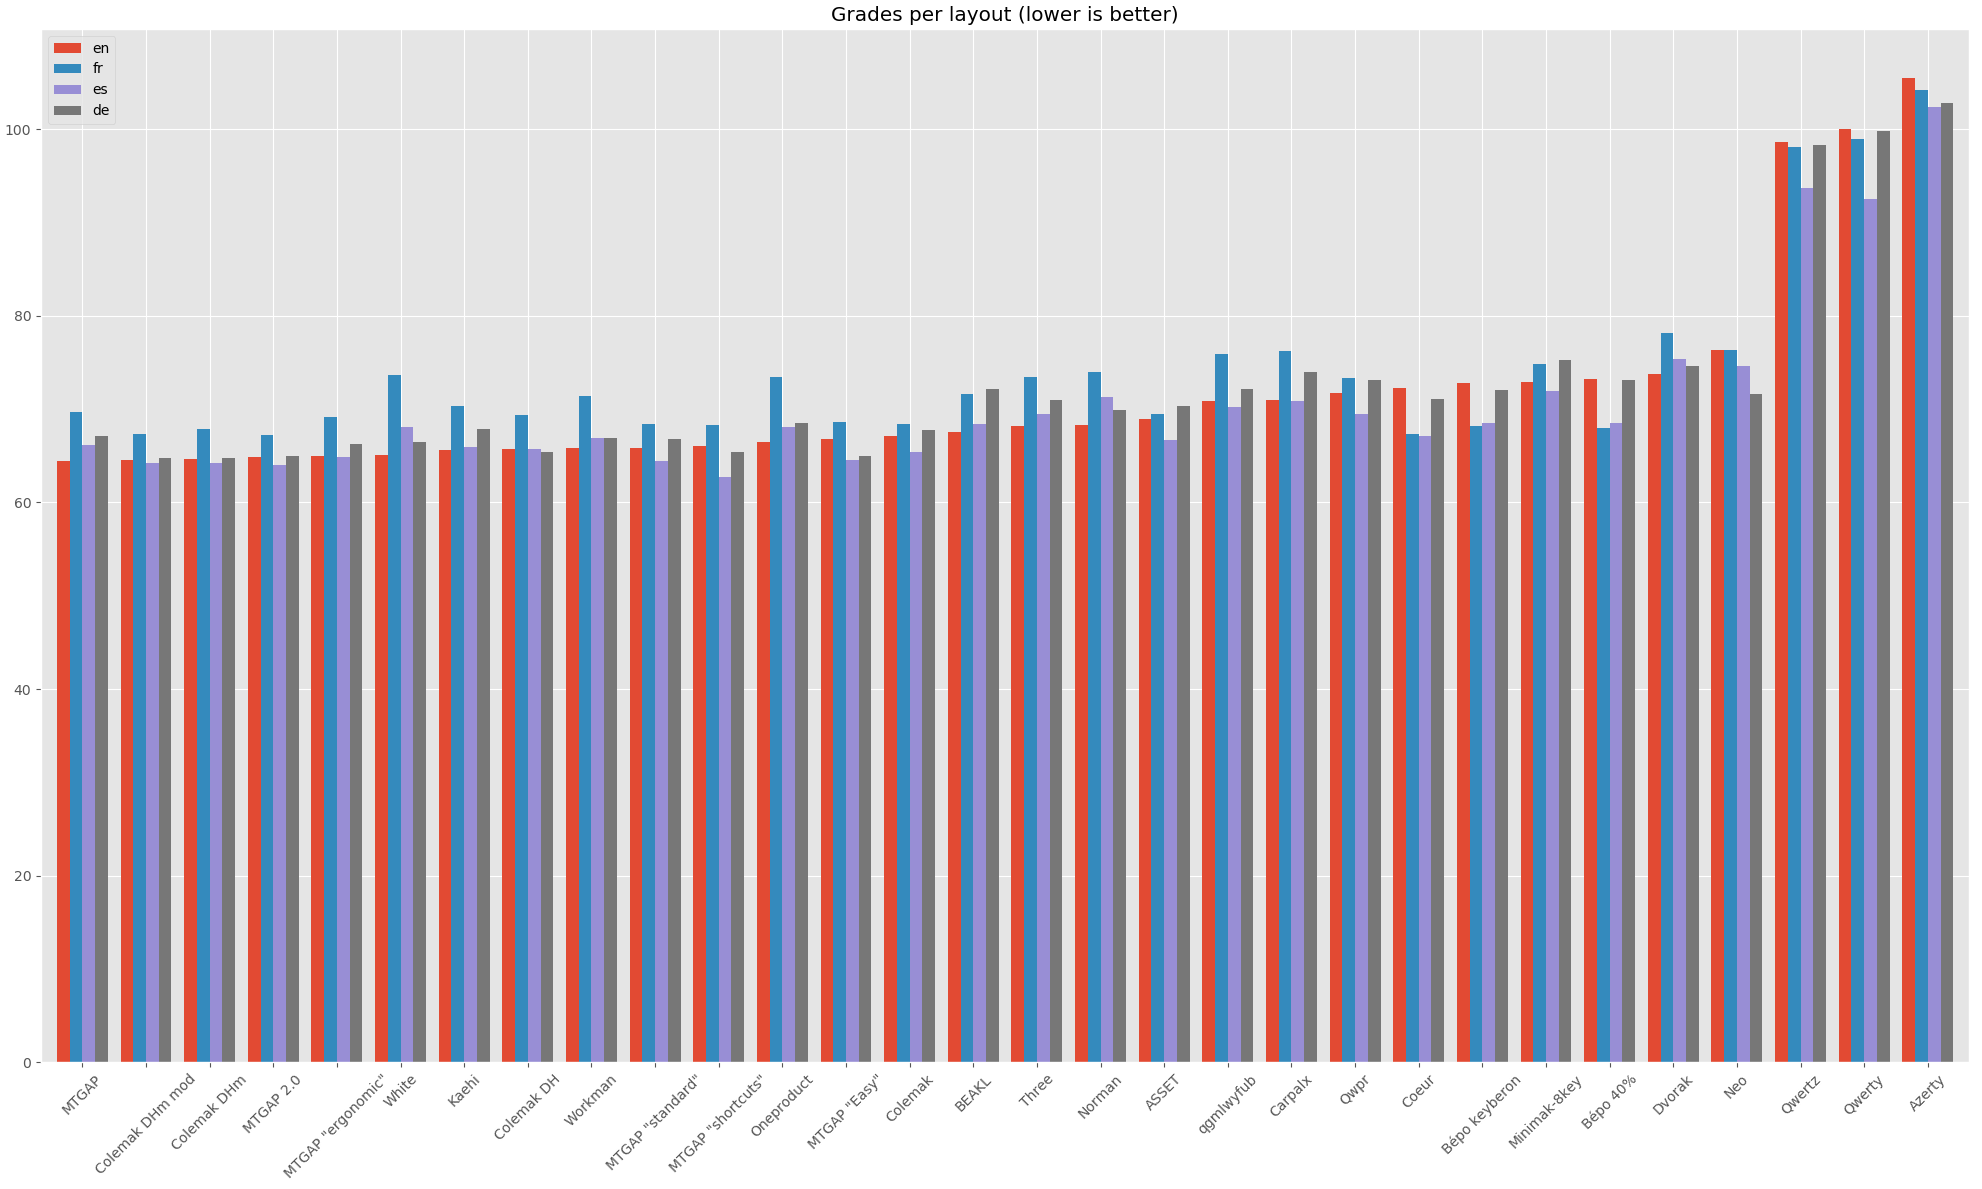 Grades per layout (lower is better)
en
fr
es
de
100
80
60
40
20
0
MTGAP
Colemak DHm mod
Colemak DHm
MTGAP 2.0
MTGAP "ergonomic"
White
Kaehi
Colemak DH
Workman
MTGAP "standard"
MTGAP "shortcuts"
Oneproduct
MTGAP "Easy"
Colemak
BEAKL
Three
Norman
ASSET
qgmlwyfub
Carpalx
Qwpr
Coeur
Bépo keyberon
Minimak-8key
Bépo 40%
Dvorak
Neo
Qwertz
Qwerty
Azerty